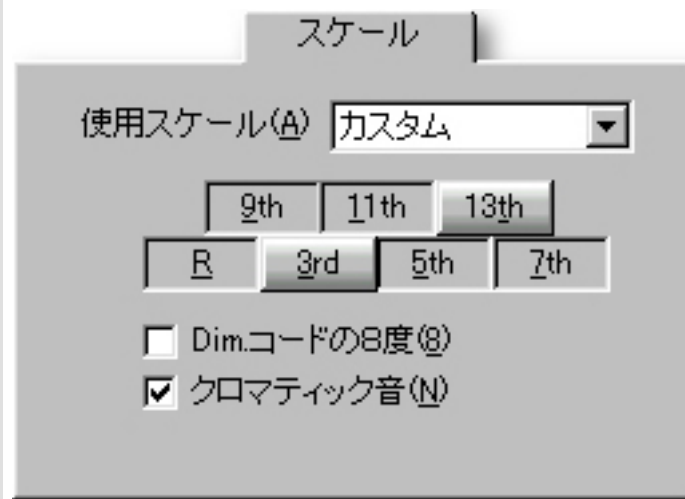 スケール
使用スケール(A) カスタム
9th 11th 13th
R 3rd 5th 7th
Dim.コードの8度(8)
クロマティック音(N)